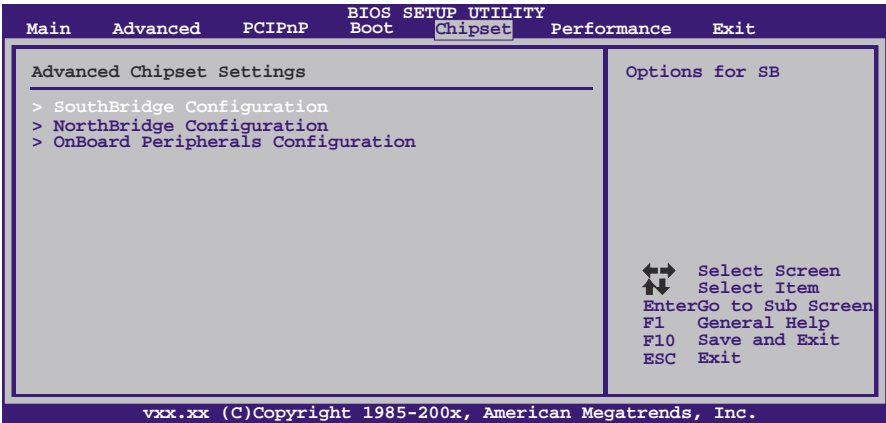 BIOS SETUP UTILITY
Main Advanced PCIPnP Boot Chipset Performance Exit
Advanced Chipset Settings
> SouthBridge Configuration
> NorthBridge Configuration
> OnBoard Peripherals Configuration
Options for SB
Select Screen
Select Item
EnterGo to Sub Screen
F1 General Help
F10 Save and Exit
ESC Exit
vxx.xx (C)Copyright 1985-200x, American Megatrends, Inc.